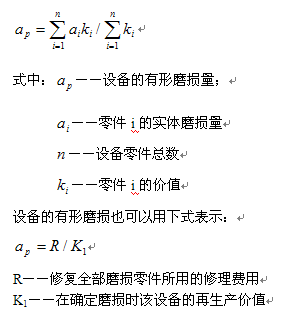 a_p = \sum_{i=1}^{n} a_i k_i / \sum_{i=1}^{n} k_i
式中：a_p——设备的有形磨损量；
a_i——零件 i 的实体磨损量
n——设备零件总数
k_i——零件 i 的价值
设备的有形磨损也可以用下式表示：
a_p = R / K_1
R——修复全部磨损零件所用的修理费用
K₁——在确定磨损时该设备的再生产价值